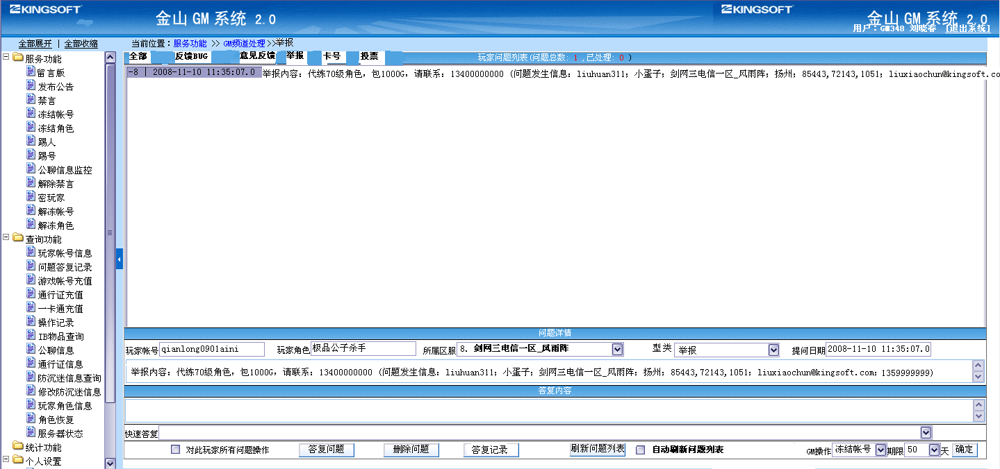 KINGSOFT 金山 GM 系统 2.0 KINGSOFT 金山 GM 系统 2.0
用户：GM348 刘晓春 [退出系统]
全部展开 | 全部收缩
当前位置：服务功能 >> GM频道处理 >>举报
服务功能
留言版
发布公告
禁言
冻结帐号
冻结角色
踢人
踢号
公聊信息监控
解除禁言
密玩家
解冻帐号
解冻角色
查询功能
玩家帐号信息
问题答复记录
游戏帐号充值
通行证充值
一卡通充值
操作记录
IB物品查询
公聊信息
通行证信息
防沉迷信息查询
修改防沉迷信息
玩家角色信息
角色恢复
服务器状态
统计功能
个人设置
全部 反馈BUG 意见反馈 举报 卡号 投票 玩家问题列表(问题总数: 1 ,已处理: 0 )
-8 | 2008-11-10 11:35:07.0 举报内容：代练70级角色，包1000G，请联系：13400000000 (问题发生信息：liuhuan311；小蛋子；剑网三电信一区_风雨阵；扬州；85443,72143,1051；liuxiaochun@kingsoft.co
问题详情
玩家帐号 qianlong0901aini 玩家角色 极品公子杀手 所属区服 8. 剑网三电信一区_风雨阵 型类 举报 提问日期 2008-11-10 11:35:07.0
举报内容：代练70级角色，包1000G，请联系：13400000000 (问题发生信息：liuhuan311；小蛋子；剑网三电信一区_风雨阵；扬州；85443,72143,1051；liuxiaochun@kingsoft.com；1359999999)
答复内容
快速答复
对此玩家所有问题操作 答复问题 删除问题 答复记录 刷新问题列表 自动刷新问题列表 GM操作 冻结帐号 期限 50 天 确定